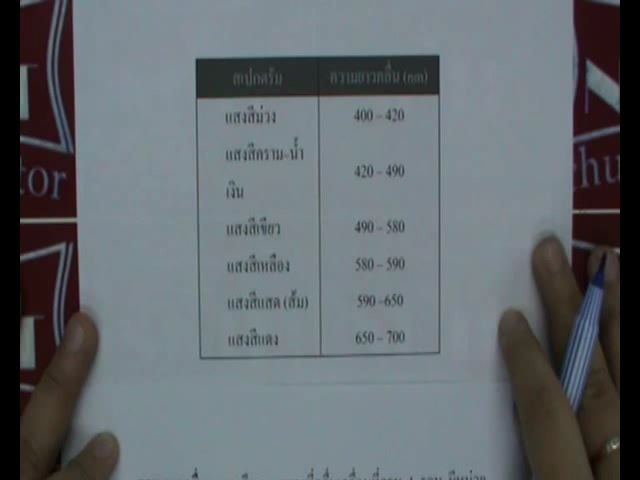 สเปกตรัม ความยาวคลื่น (nm)
แสงสีม่วง 400 – 420
แสงสีคราม-น้ำ
เงิน 420 – 490
แสงสีเขียว 490 – 580
แสงสีเหลือง 580 – 590
แสงสีแสด (ส้ม) 590 –650
แสงสีแดง 650 – 700
tor
chu